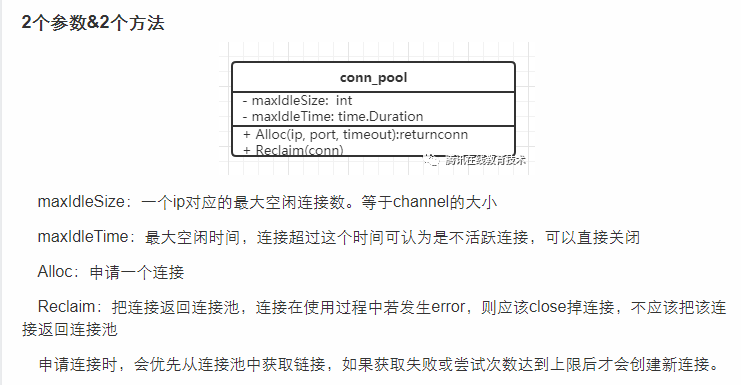 2个参数&2个方法
conn_pool
- maxIdleSize: int
- maxIdleTime: time.Duration
+ Alloc(ip, port, timeout):returnconn
+ Reclaim(conn)
腾讯在线教育技术
maxIdleSize：一个ip对应的最大空闲连接数。等于channel的大小
maxIdleTime：最大空闲时间，连接超过这个时间可认为是不活跃连接，可以直接关闭
Alloc：申请一个连接
Reclaim：把连接返回连接池，连接在使用过程中若发生error，则应该close掉连接，不应该把该连
接返回连接池
申请连接时，会优先从连接池中获取链接，如果获取失败或尝试次数达到上限后才会创建新连接。